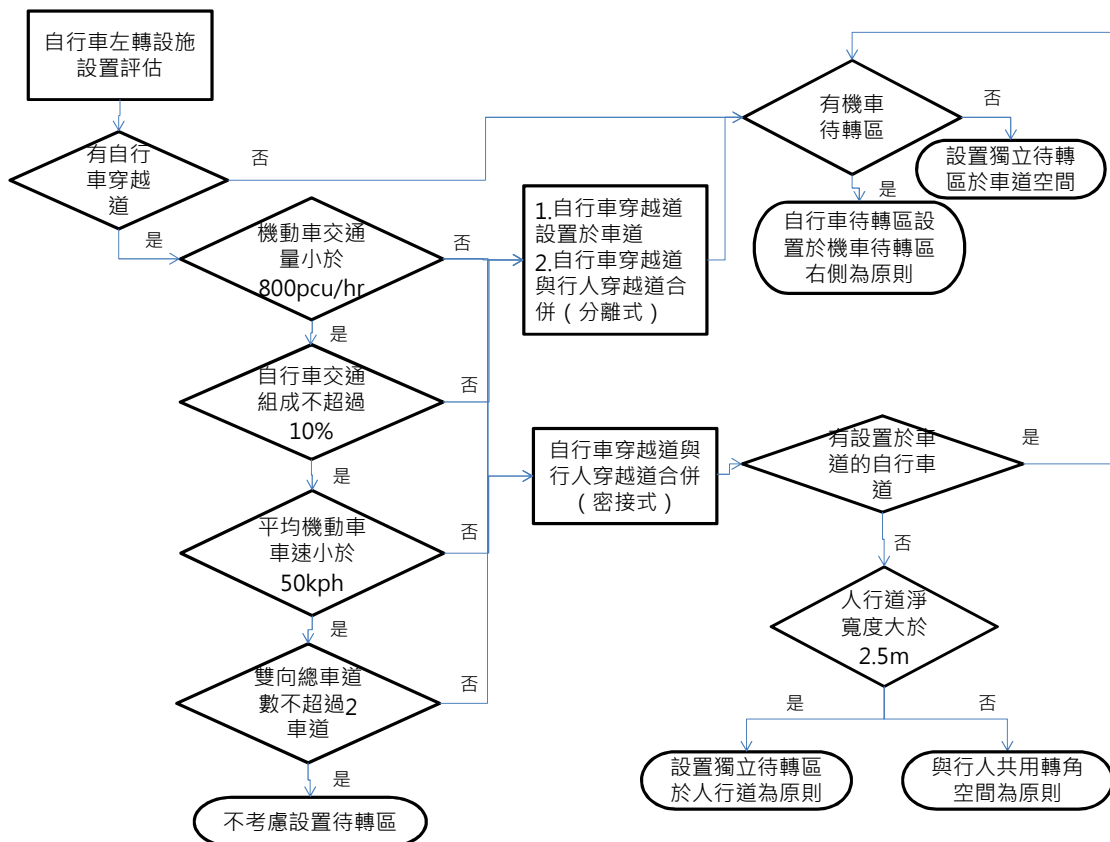 自行車左轉設施
設置評估
有自行
車穿越
道
否
是
機動車交通
量小於
800pcu/hr
否
是
自行車交通
組成不超過
10%
否
是
平均機動車
車速小於
50kph
否
是
雙向總車道
數不超過2
車道
否
是
不考慮設置待轉區
1.自行車穿越道
設置於車道
2.自行車穿越道
與行人穿越道合
併（分離式）
有機車
待轉區
否
設置獨立待轉
區於車道空間
是
自行車待轉區設
置於機車待轉區
右側為原則
自行車穿越道與
行人穿越道合併
（密接式）
有設置於車
道的自行車
道
是
否
人行道淨
寬度大於
2.5m
是
否
設置獨立待轉區
於人行道為原則
與行人共用轉角
空間為原則